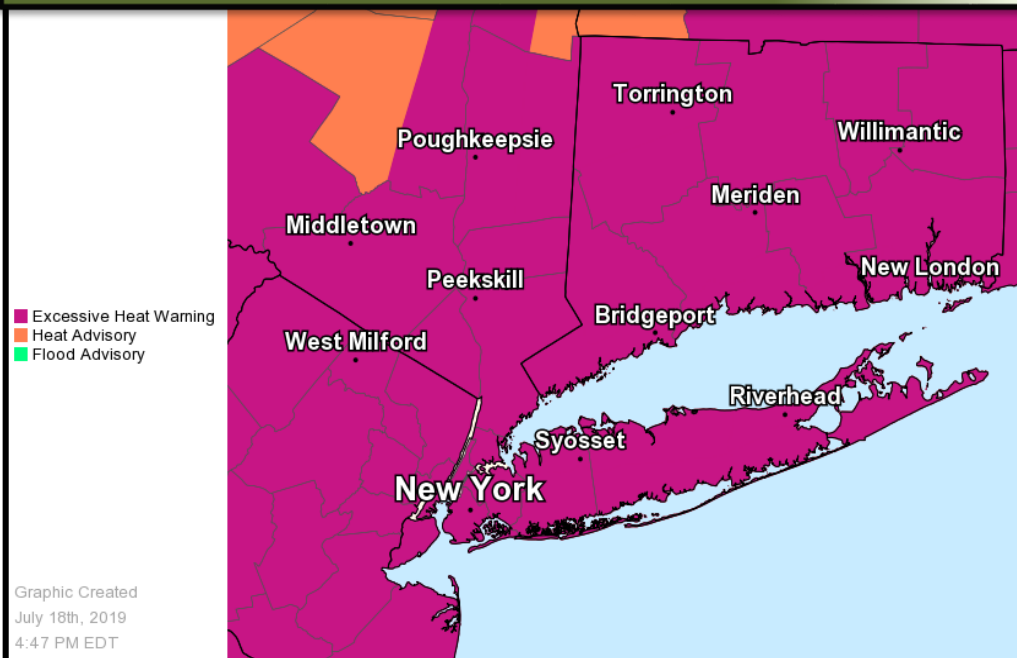 Torrington
Willimantic
Poughkeepsie
Meriden
Middletown
New London
Peekskill
Bridgeport
West Milford
Riverhead
Syosset
New York
Excessive Heat Warning
Heat Advisory
Flood Advisory
Graphic Created
July 18th, 2019
4:47 PM EDT